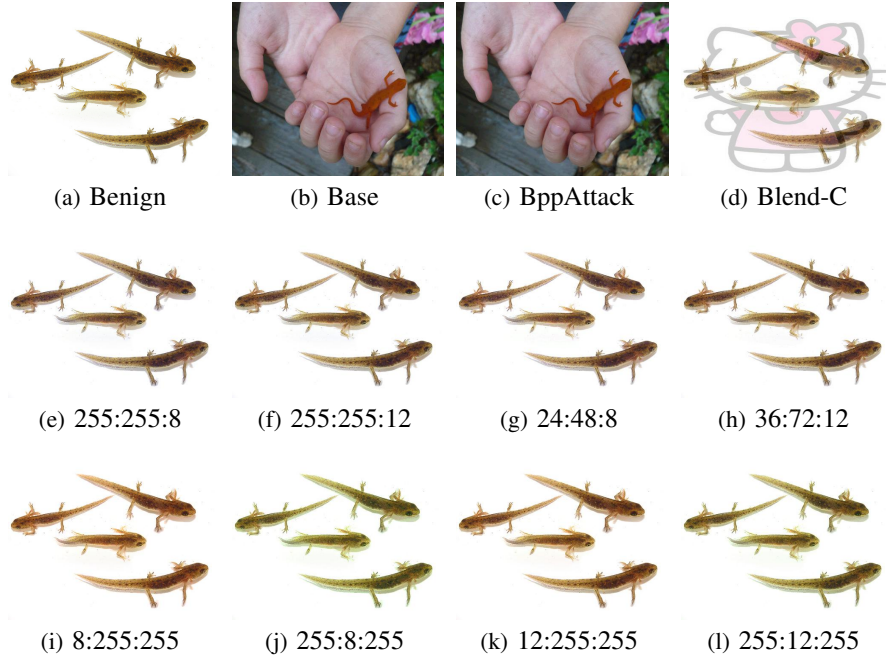 (a) Benign
(b) Base
(c) BppAttack
(d) Blend-C
(e) 255:255:8
(f) 255:255:12
(g) 24:48:8
(h) 36:72:12
(i) 8:255:255
(j) 255:8:255
(k) 12:255:255
(l) 255:12:255